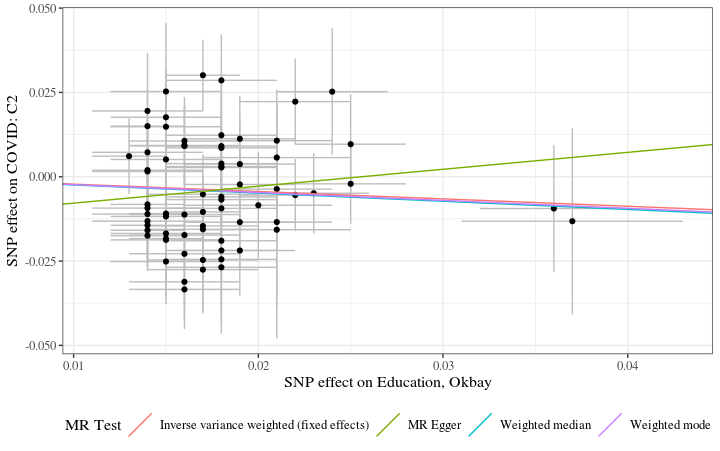 0.050
0.025
0.000
-0.025
-0.050
SNP effect on COVID: C2
0.01 0.02 0.03 0.04
SNP effect on Education, Okbay
MR Test Inverse variance weighted (fixed effects) MR Egger Weighted median Weighted mode